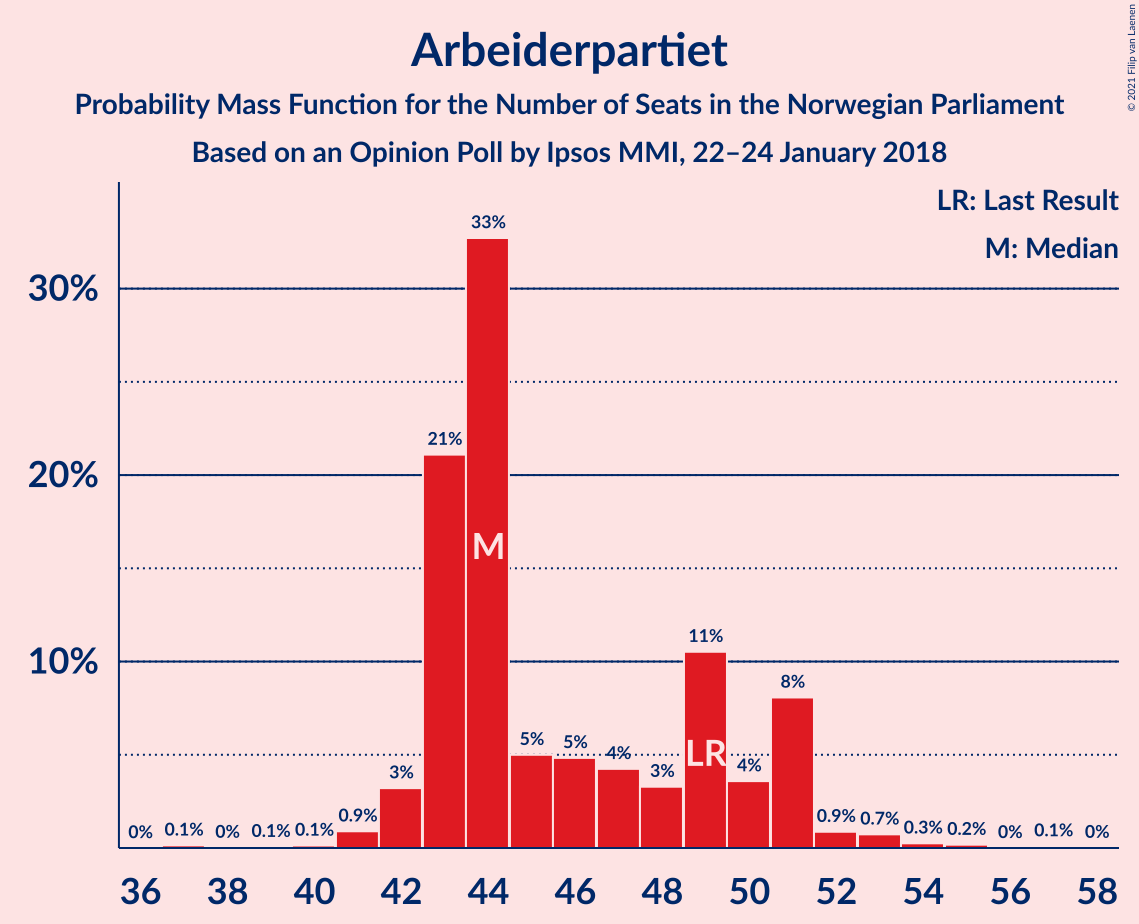 Arbeiderpartiet
Probability Mass Function for the Number of Seats in the Norwegian Parliament
Based on an Opinion Poll by Ipsos MMI, 22–24 January 2018
© 2021 Filip van Laenen
LR: Last Result
M: Median
30%
20%
10%
0% 0.1% 0% 0.1% 0.1% 0.9% 3% 21% 33% 5% 5% 4% 3% 11% 4% 8% 0.9% 0.7% 0.3% 0.2% 0% 0.1% 0%
M
LR
36 38 40 42 44 46 48 50 52 54 56 58